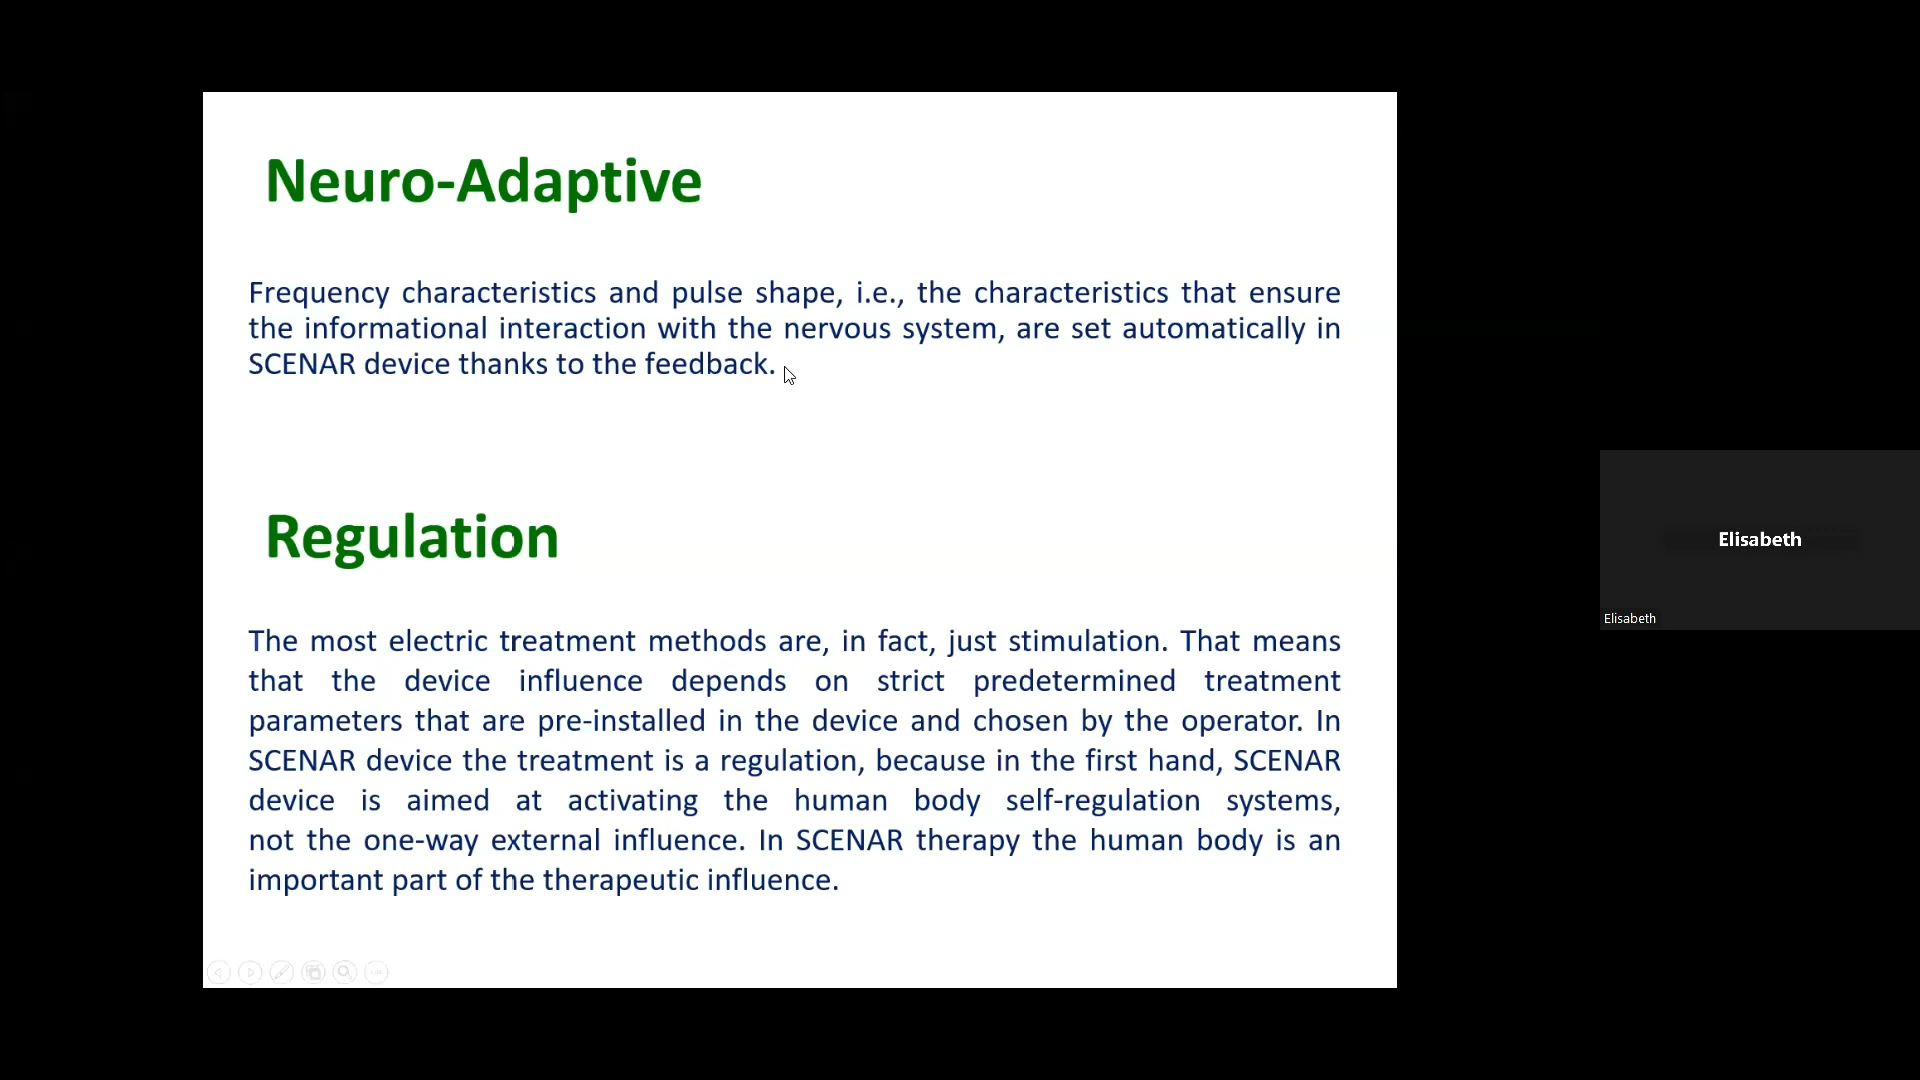 Neuro-Adaptive
Frequency characteristics and pulse shape, i.e., the characteristics that ensure
the informational interaction with the nervous system, are set automatically in
SCENAR device thanks to the feedback.
Regulation
The most electric treatment methods are, in fact, just stimulation. That means
that the device influence depends on strict predetermined treatment
parameters that are pre-installed in the device and chosen by the operator. In
SCENAR device the treatment is a regulation, because in the first hand, SCENAR
device is aimed at activating the human body self-regulation systems,
not the one-way external influence. In SCENAR therapy the human body is an
important part of the therapeutic influence.
Elisabeth
Elisabeth